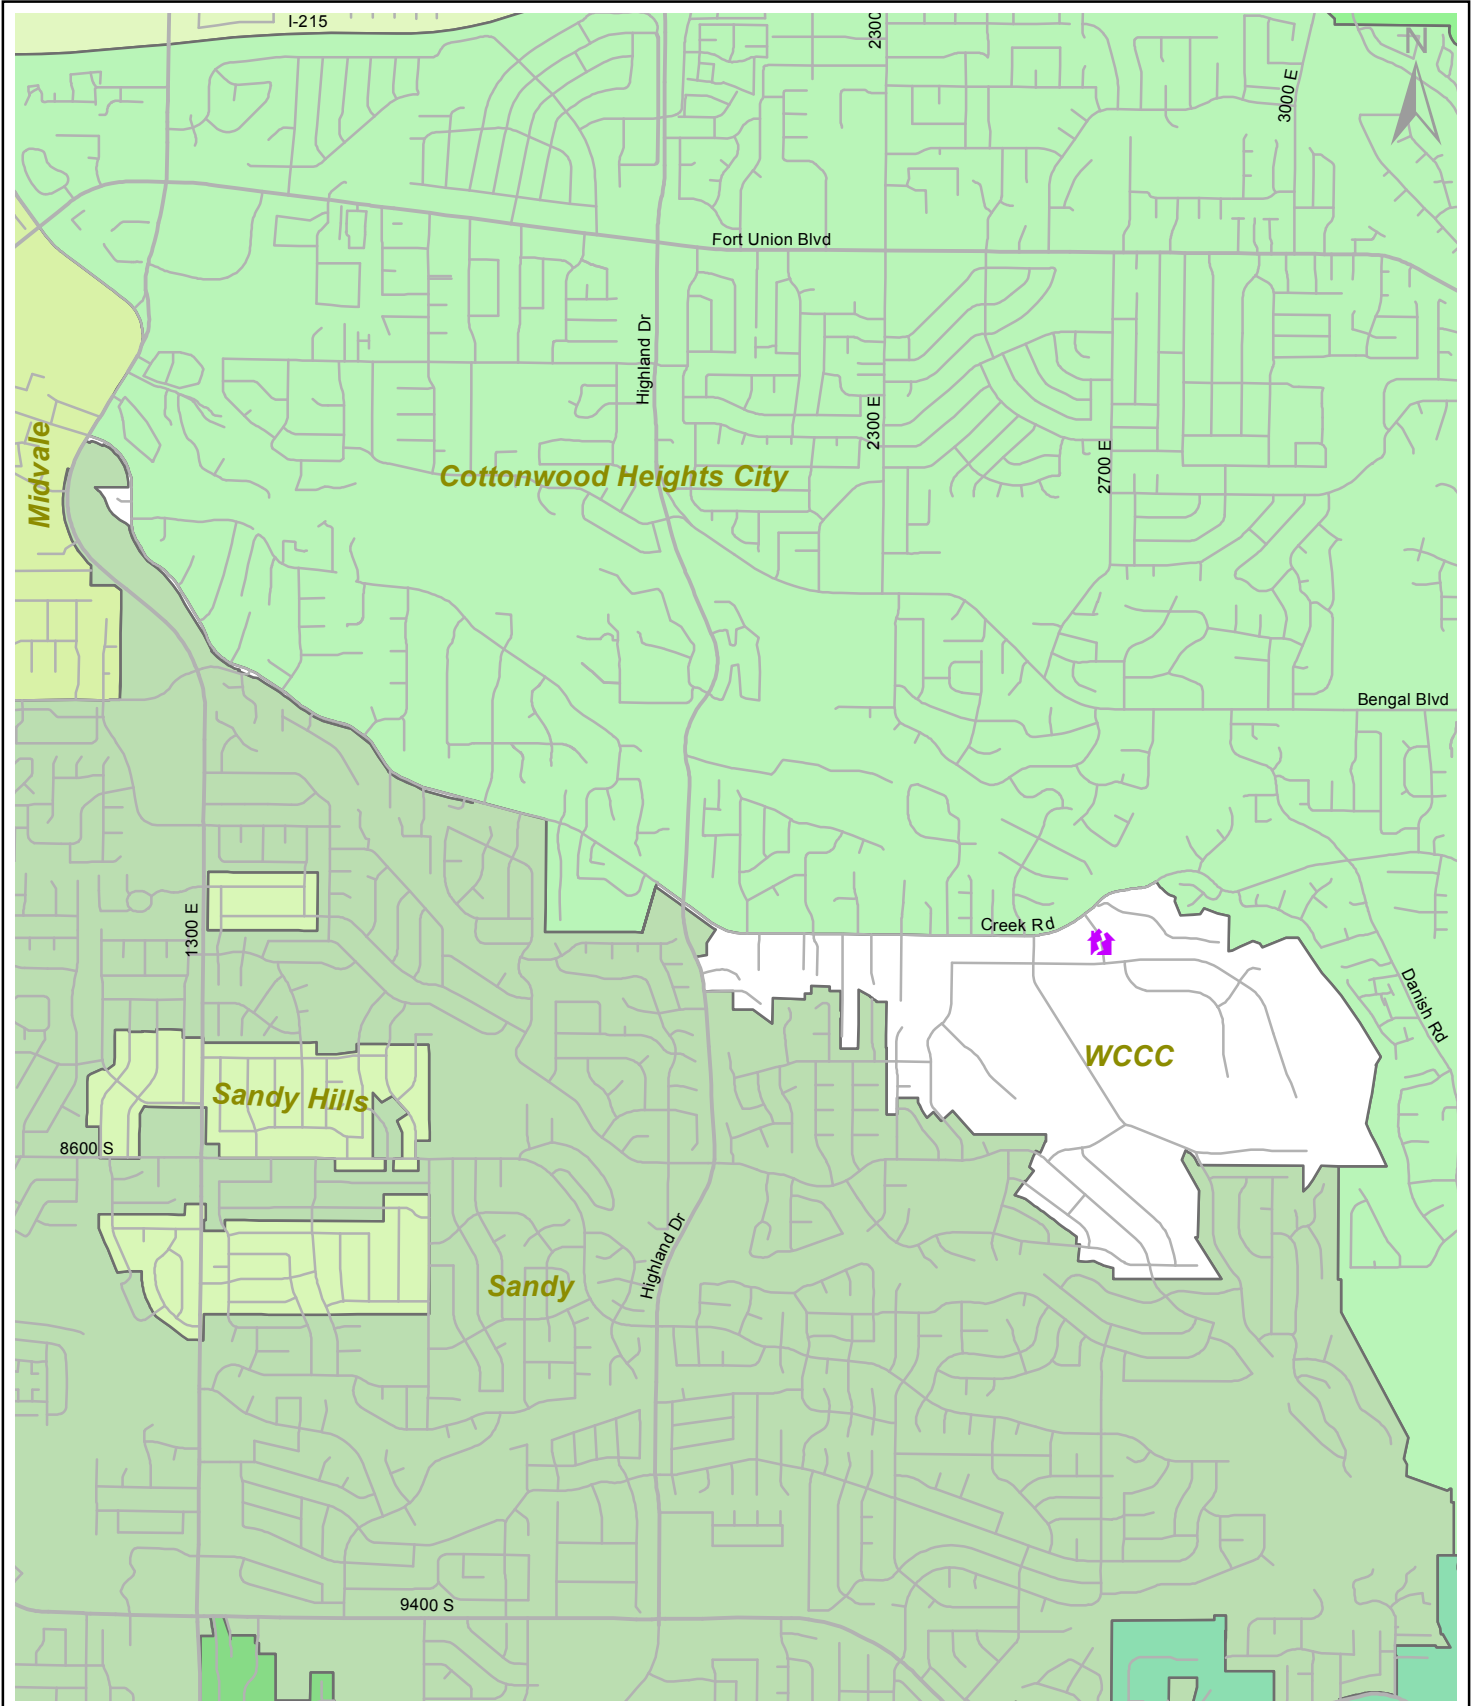 I-215
2300
N
3000 E
Fort Union Blvd
Highland Dr
2300 E
Midvale
2700 E
Cottonwood Heights City
Bengal Blvd
1300 E
Creek Rd
Danish Rd
WCCC
Sandy Hills
8600 S
Highland Dr
Sandy
9400 S